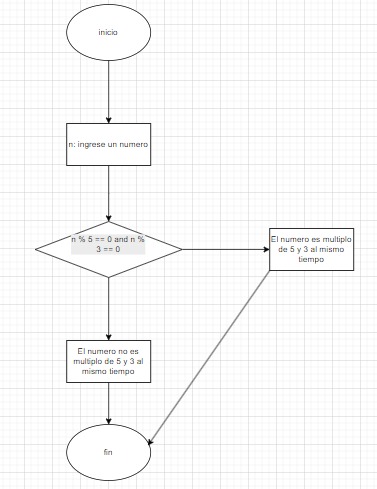 inicio
n: ingrese un numero
n % 5 == 0 and n %
3 == 0
El numero es multiplo
de 5 y 3 al mismo
tiempo
El numero no es
multiplo de 5 y 3 al
mismo tiempo
fin